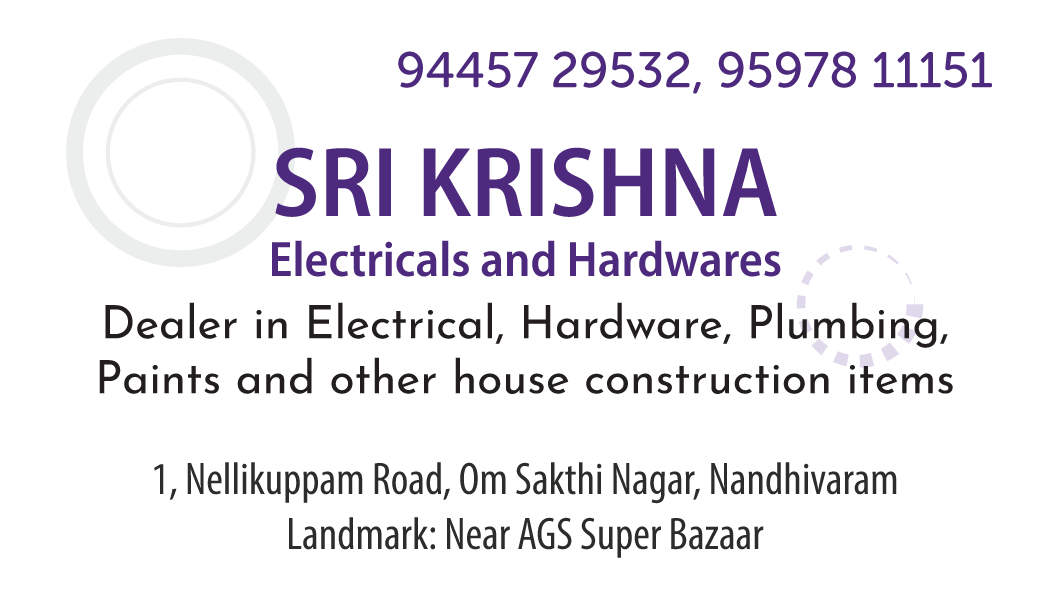 94457 29532, 95978 11151
SRI KRISHNA
Electricals and Hardwares
Dealer in Electrical, Hardware, Plumbing,
Paints and other house construction items
1, Nellikuppam Road, Om Sakthi Nagar, Nandhivaram
Landmark: Near AGS Super Bazaar